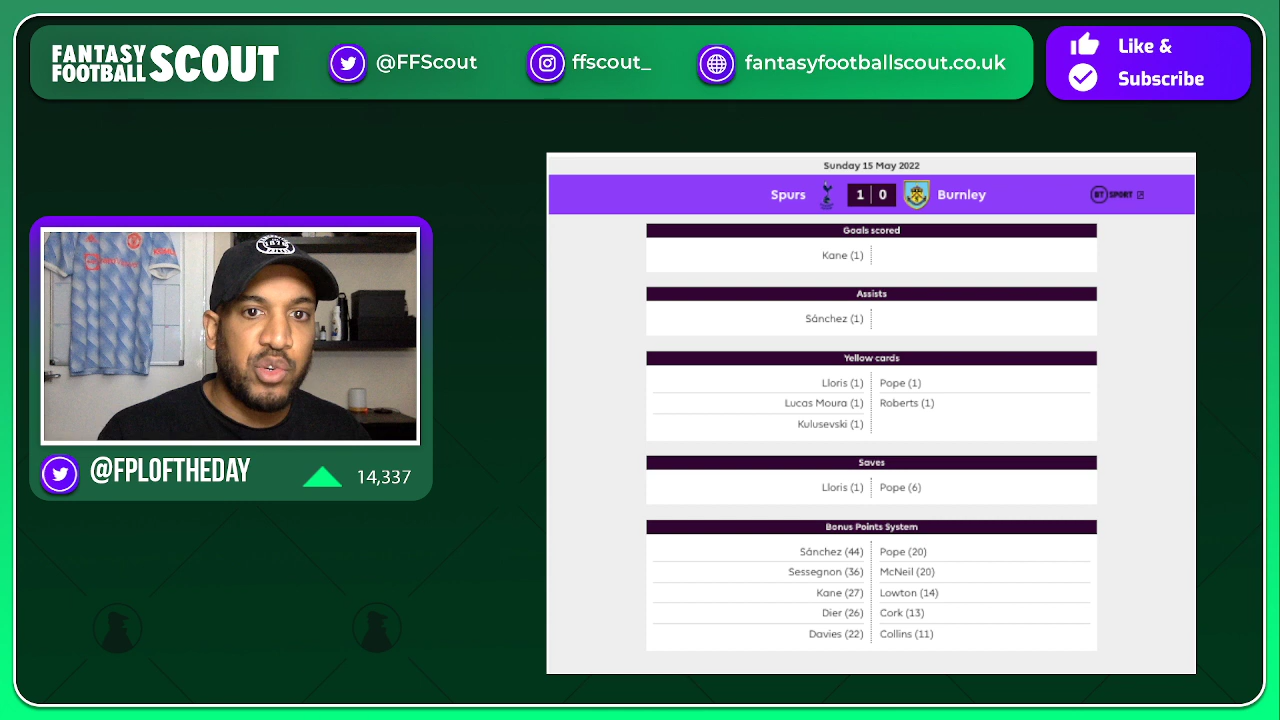 FANTASY FOOTBALL SCOUT
@FFScout
ffscout_
fantasyfootballscout.co.uk
Like &
Subscribe
Sunday 15 May 2022
Spurs 1 0 Burnley
BT SPORT
Goals scored
Kane (1)
Assists
Sánchez (1)
Yellow cards
Lloris (1) Pope (1)
Lucas Moura (1) Roberts (1)
Kulusevski (1)
Saves
Lloris (1) Pope (6)
Bonus Points System
Sánchez (44) Pope (20)
Sessegnon (36) McNeil (20)
Kane (27) Lowton (14)
Dier (26) Cork (13)
Davies (22) Collins (11)
@FPLOFTHEDAY
14,337